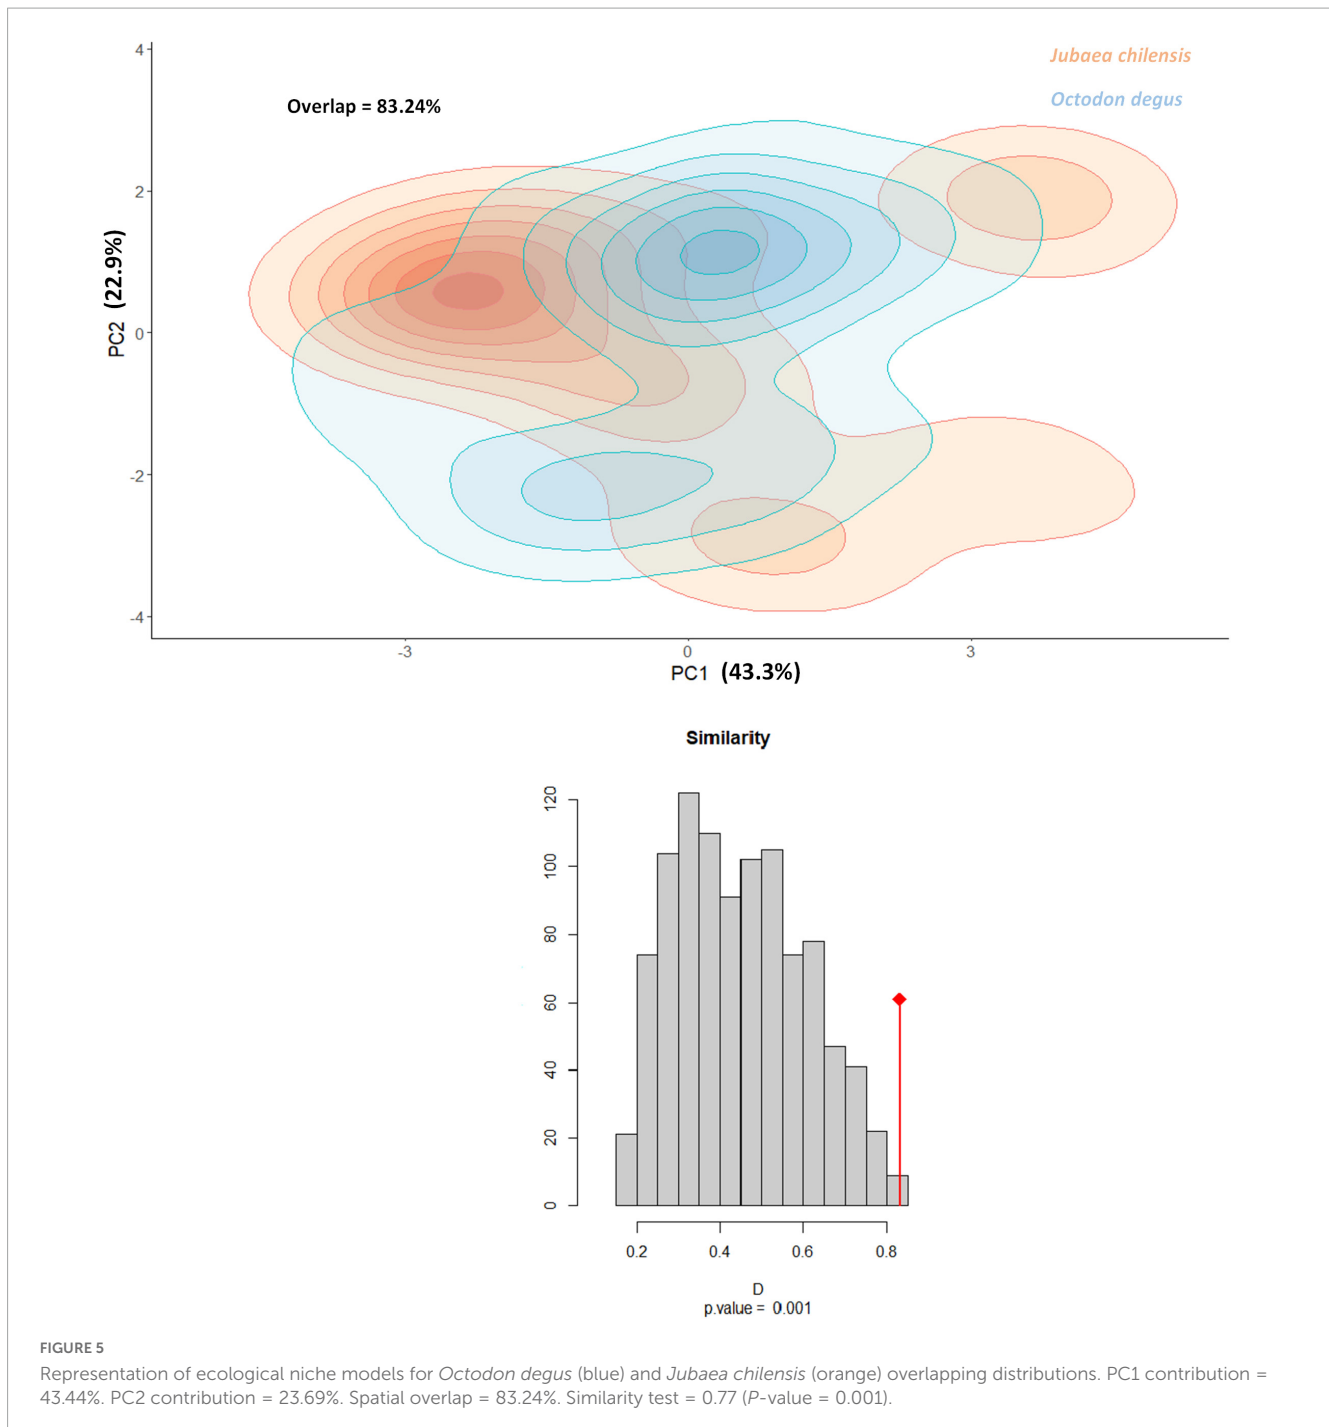 Jubaea chilensis
Octodon degus
Overlap = 83.24%
4
2
0
-2
-4
PC2 (22.9%)
-3
0
3
PC1 (43.3%)
Similarity
120
100
80
60
40
20
0
0.2
0.4
0.6
0.8
D
p.value = 0.001
FIGURE 5
Representation of ecological niche models for Octodon degus (blue) and Jubaea chilensis (orange) overlapping distributions. PC1 contribution =
43.44%. PC2 contribution = 23.69%. Spatial overlap = 83.24%. Similarity test = 0.77 (P-value = 0.001).